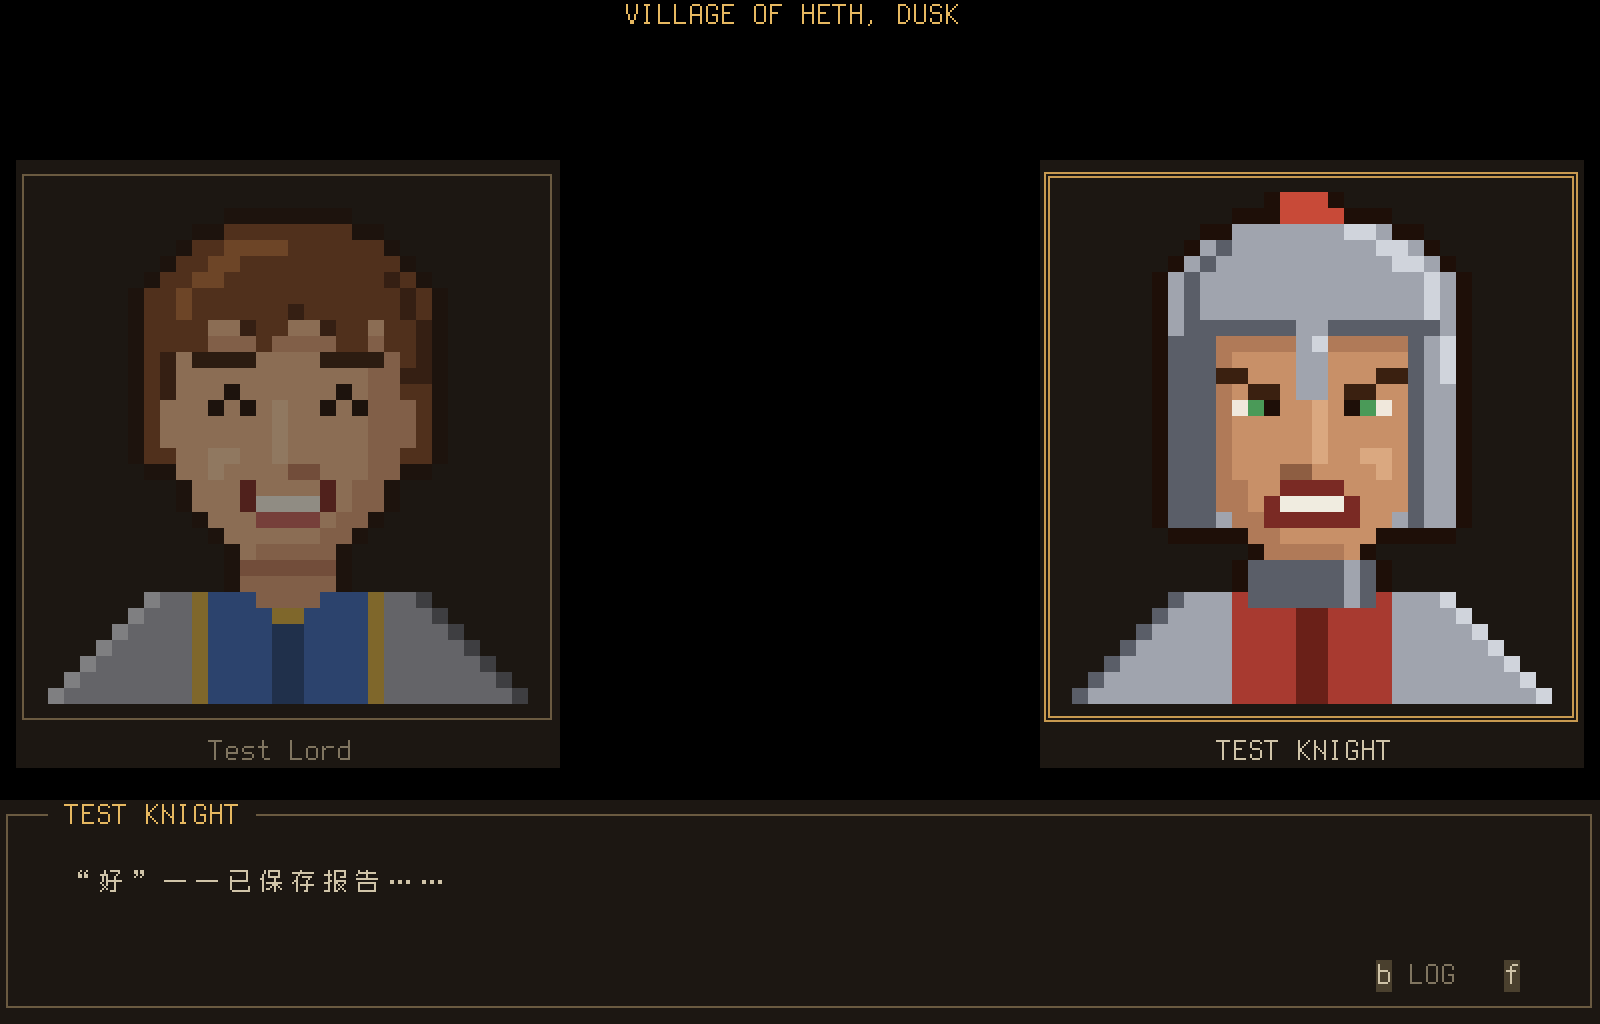 VILLAGE OF HETH, DUSK
Test Lord
TEST KNIGHT
TEST KNIGHT
“好”——已保存报告……
b LOG f